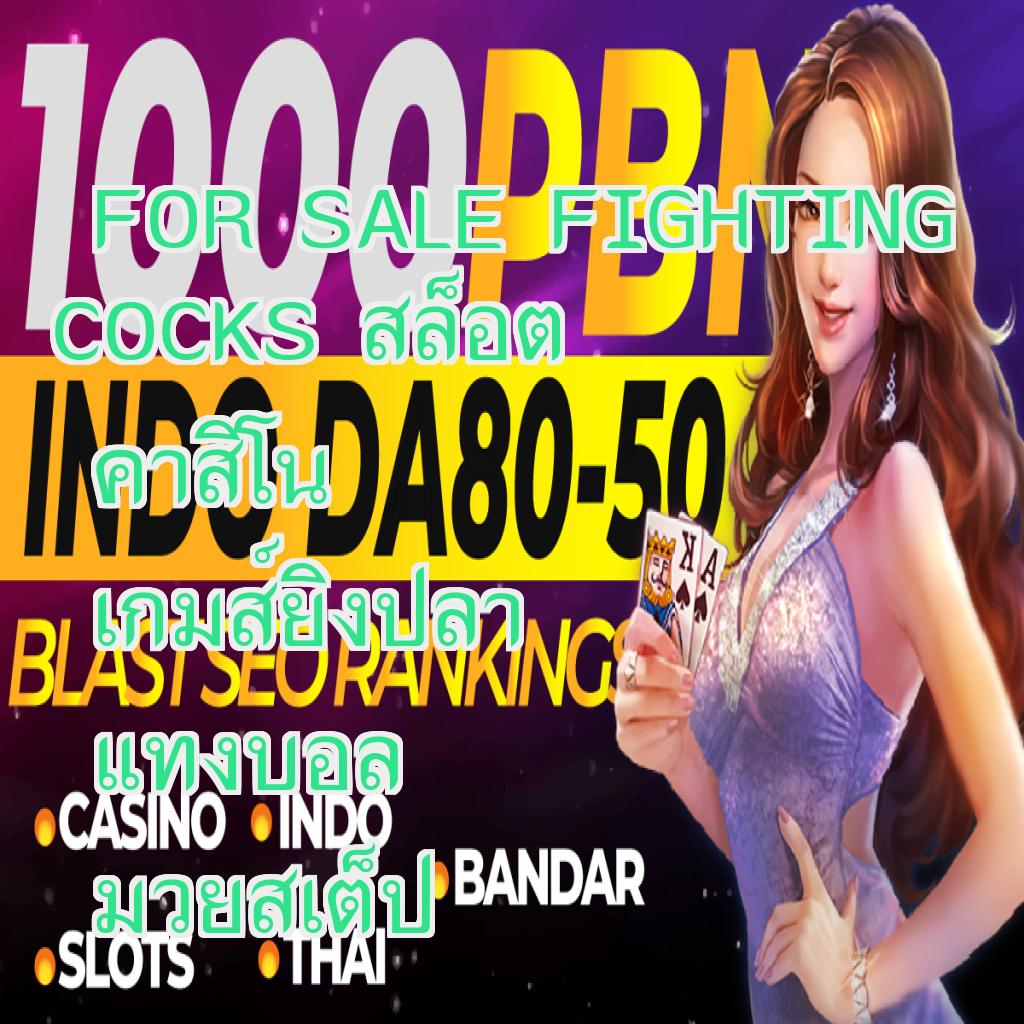 1000PBN
FOR SALE FIGHTING
COCKS สล็อต
INDO DA80-50
คาสิโน
เกมส์ยิงปลา
BLAST SEO RANKINGS
แทงบอล
CASINO
INDO
BANDAR
มวยสเต็ป
SLOTS
THAI
K
A